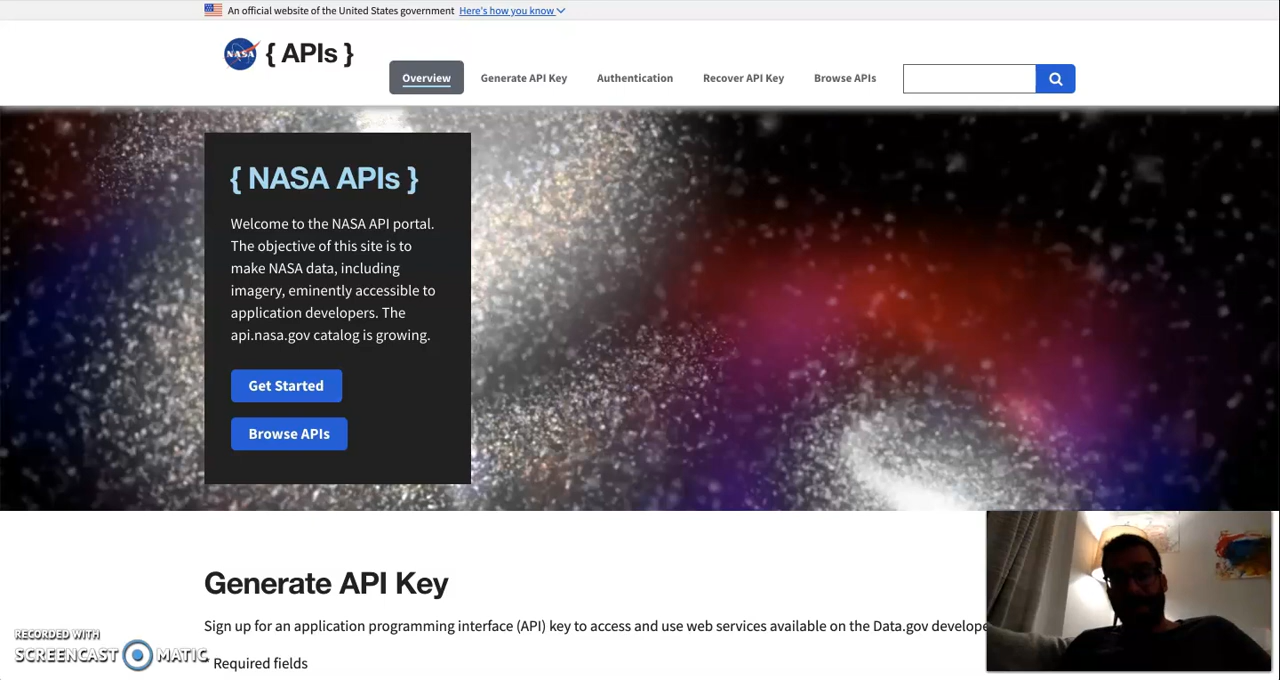 An official website of the United States government Here's how you know
NASA { APIs }
Overview Generate API Key Authentication Recover API Key Browse APIs
{ NASA APIs }
Welcome to the NASA API portal.
The objective of this site is to
make NASA data, including
imagery, eminently accessible to
application developers. The
api.nasa.gov catalog is growing.
Get Started
Browse APIs
Generate API Key
Sign up for an application programming interface (API) key to access and use web services available on the Data.gov develope
Required fields
RECORDED WITH
SCREENCAST MATIC